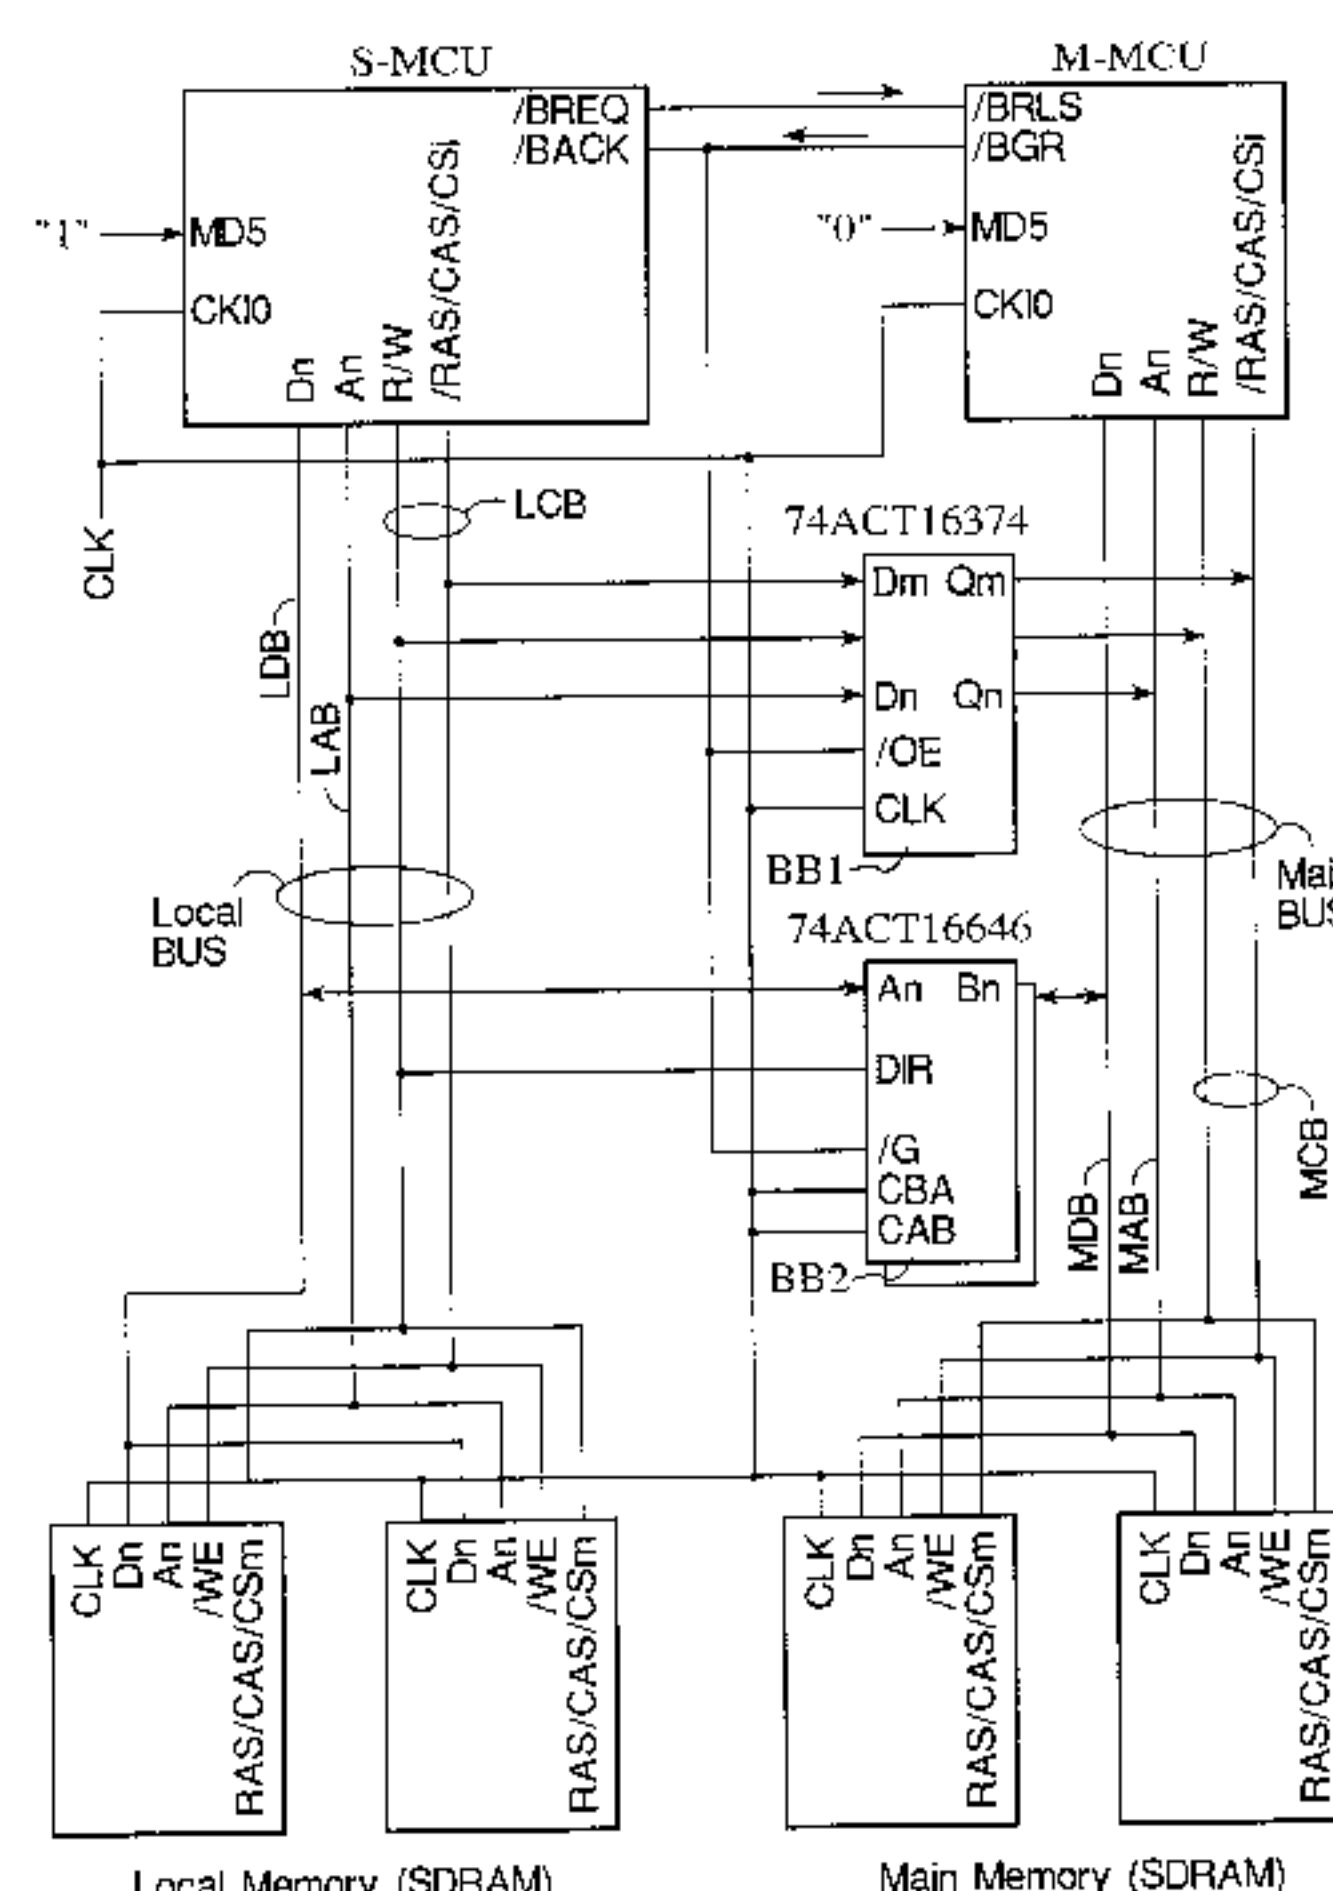 S-MCU
M-MCU
/BREQ
/BACK
/BRLS
/BGR
"1"
MD5
CKIO
Dn
An
R/W
/RAS/CAS/CSi
"0"
MD5
CKIO
Dn
An
R/W
/RAS/CAS/CSi
CLK
LCB
LDB
LAB
74ACT16374
Dm Qm
Dn Qn
/OE
CLK
BB1
Local
BUS
74ACT16646
An Bn
DIR
/G
CBA
CAB
BB2
MDB
MAB
MCB
CLK
Dn
An
/WE
RAS/CAS/CSm
CLK
Dn
An
/WE
RAS/CAS/CSm
CLK
Dn
An
/WE
RAS/CAS/CSm
CLK
Dn
An
/WE
RAS/CAS/CSm
Local Memory (SDRAM)
Main Memory (SDRAM)